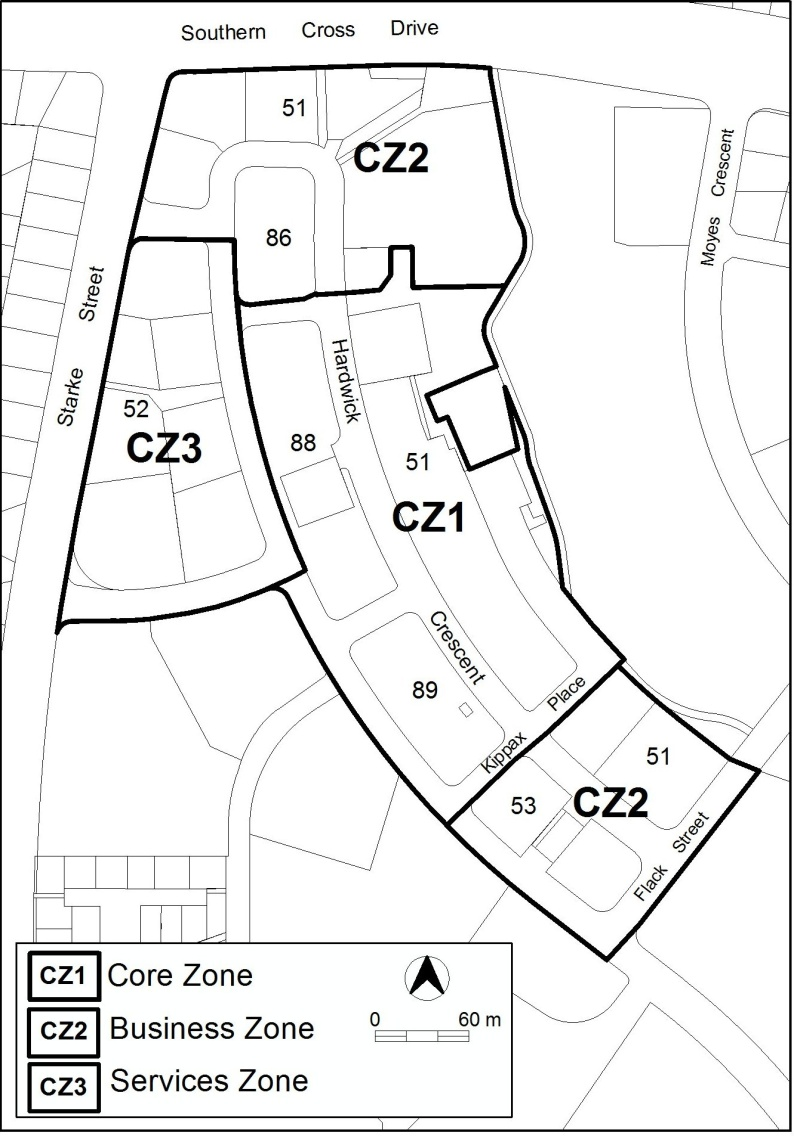 Southern Cross Drive
51
CZ2
86
Moyes Crescent
Starke Street
Hardwick
52
CZ3
88
51
CZ1
Crescent
89
Kippax Place
51
53
CZ2
Flack Street
CZ1 Core Zone
CZ2 Business Zone
CZ3 Services Zone
0 60 m